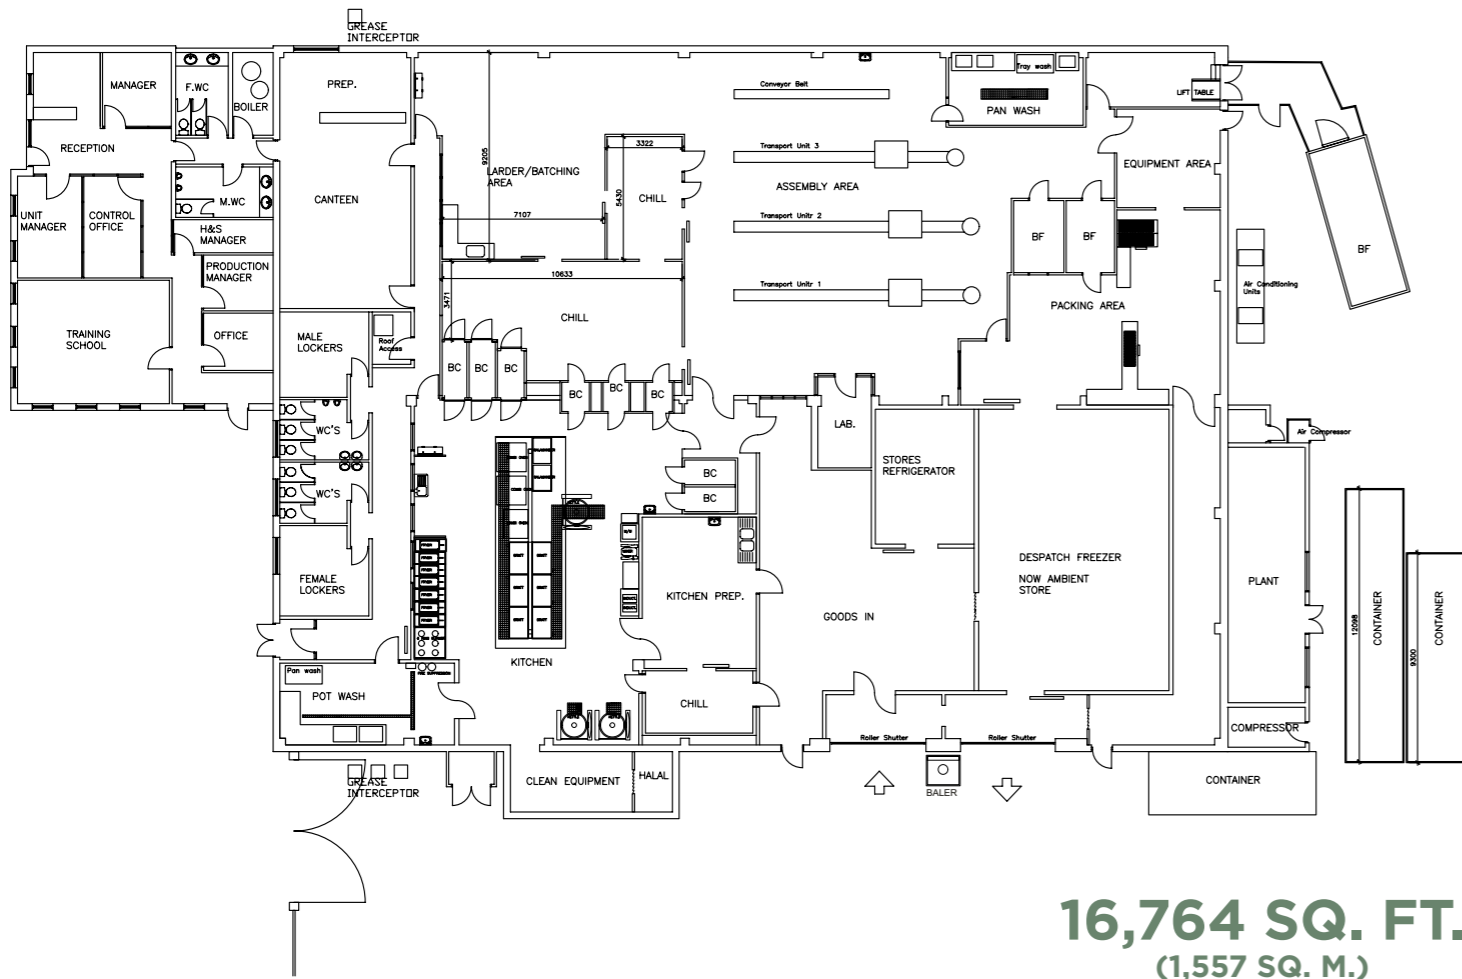 GREASE
INTERCEPTOR
MANAGER
F.WC
BOILER
PREP.
Conveyor Belt
Tray wash
PAN WASH
LIFT TABLE
RECEPTION
9205
LARDER/BATCHING
AREA
3322
5430
CHILL
Transport Unit 3
ASSEMBLY AREA
EQUIPMENT AREA
UNIT
MANAGER
CONTROL
OFFICE
M.WC
H&S
MANAGER
CANTEEN
7107
Transport Unitr 2
BF
BF
BF
PRODUCTION
MANAGER
10633
3471
Transport Unitr 1
PACKING AREA
Air Conditioning
Units
TRAINING
SCHOOL
OFFICE
MALE
LOCKERS
Roof
Access
CHILL
BC
BC
BC
BC
BC
BC
WC'S
LAB.
Air Compressor
STORES
REFRIGERATOR
BC
BC
WC'S
FEMALE
LOCKERS
KITCHEN PREP.
GOODS IN
DESPATCH FREEZER
NOW AMBIENT
STORE
PLANT
12098
CONTAINER
9300
CONTAINER
KITCHEN
Pan wash
POT WASH
CHILL
Roller Shutter
Roller Shutter
COMPRESSOR
GREASE
INTERCEPTOR
CLEAN EQUIPMENT
HALAL
BALER
CONTAINER
16,764 SQ. FT.
(1,557 SQ. M.)